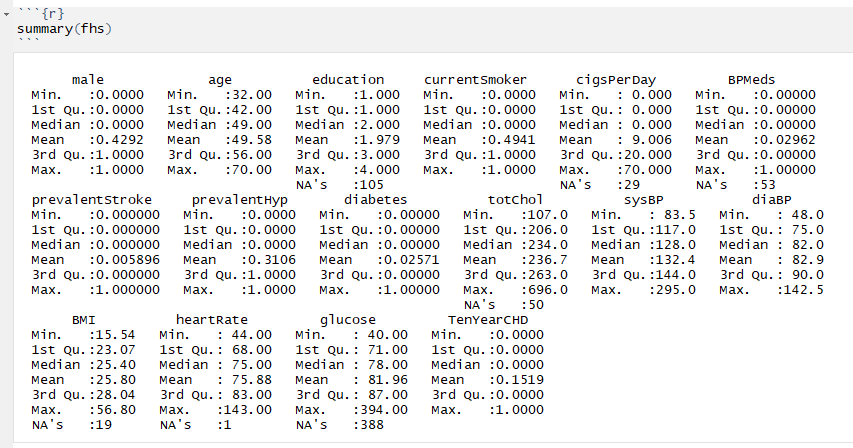 ```{r}
summary(fhs)
```
male age education currentSmoker cigsPerDay BPMeds
Min. :0.0000 Min. :32.00 Min. :1.000 Min. :0.0000 Min. : 0.000 Min. :0.00000
1st Qu.:0.0000 1st Qu.:42.00 1st Qu.:1.000 1st Qu.:0.0000 1st Qu.: 0.000 1st Qu.:0.00000
Median :0.0000 Median :49.00 Median :2.000 Median :0.0000 Median : 0.000 Median :0.00000
Mean :0.4292 Mean :49.58 Mean :1.979 Mean :0.4941 Mean : 9.006 Mean :0.02962
3rd Qu.:1.0000 3rd Qu.:56.00 3rd Qu.:3.000 3rd Qu.:1.0000 3rd Qu.:20.000 3rd Qu.:0.00000
Max. :1.0000 Max. :70.00 Max. :4.000 Max. :1.0000 Max. :70.000 Max. :1.00000
NA's :105 NA's :29 NA's :53
prevalentStroke prevalentHyp diabetes totChol sysBP diaBP
Min. :0.000000 Min. :0.0000 Min. :0.00000 Min. :107.0 Min. : 83.5 Min. : 48.0
1st Qu.:0.000000 1st Qu.:0.0000 1st Qu.:0.00000 1st Qu.:206.0 1st Qu.:117.0 1st Qu.: 75.0
Median :0.000000 Median :0.0000 Median :0.00000 Median :234.0 Median :128.0 Median : 82.0
Mean :0.005896 Mean :0.3106 Mean :0.02571 Mean :236.7 Mean :132.4 Mean : 82.9
3rd Qu.:0.000000 3rd Qu.:1.0000 3rd Qu.:0.00000 3rd Qu.:263.0 3rd Qu.:144.0 3rd Qu.: 90.0
Max. :1.000000 Max. :1.0000 Max. :1.00000 Max. :696.0 Max. :295.0 Max. :142.5
NA's :50
BMI heartRate glucose TenYearCHD
Min. :15.54 Min. : 44.00 Min. : 40.00 Min. :0.0000
1st Qu.:23.07 1st Qu.: 68.00 1st Qu.: 71.00 1st Qu.:0.0000
Median :25.40 Median : 75.00 Median : 78.00 Median :0.0000
Mean :25.80 Mean : 75.88 Mean : 81.96 Mean :0.1519
3rd Qu.:28.04 3rd Qu.: 83.00 3rd Qu.: 87.00 3rd Qu.:0.0000
Max. :56.80 Max. :143.00 Max. :394.00 Max. :1.0000
NA's :19 NA's :1 NA's :388